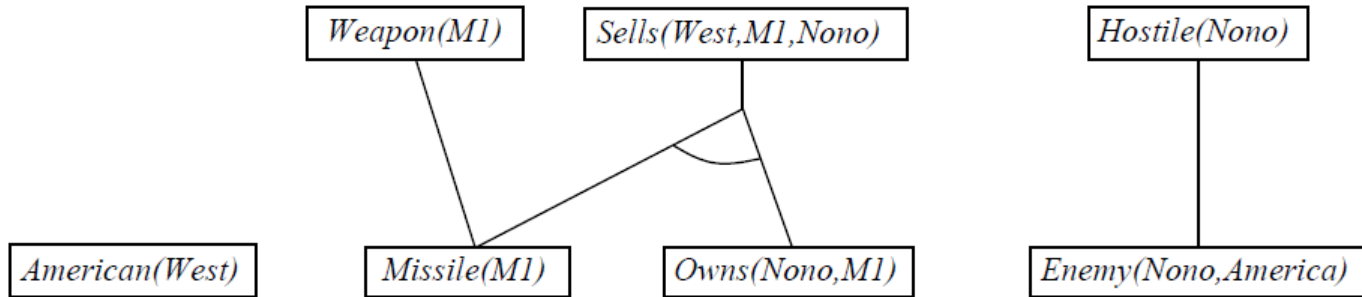 Weapon(M1)
Sells(West,M1,Nono)
Hostile(Nono)
American(West)
Missile(M1)
Owns(Nono,M1)
Enemy(Nono,America)